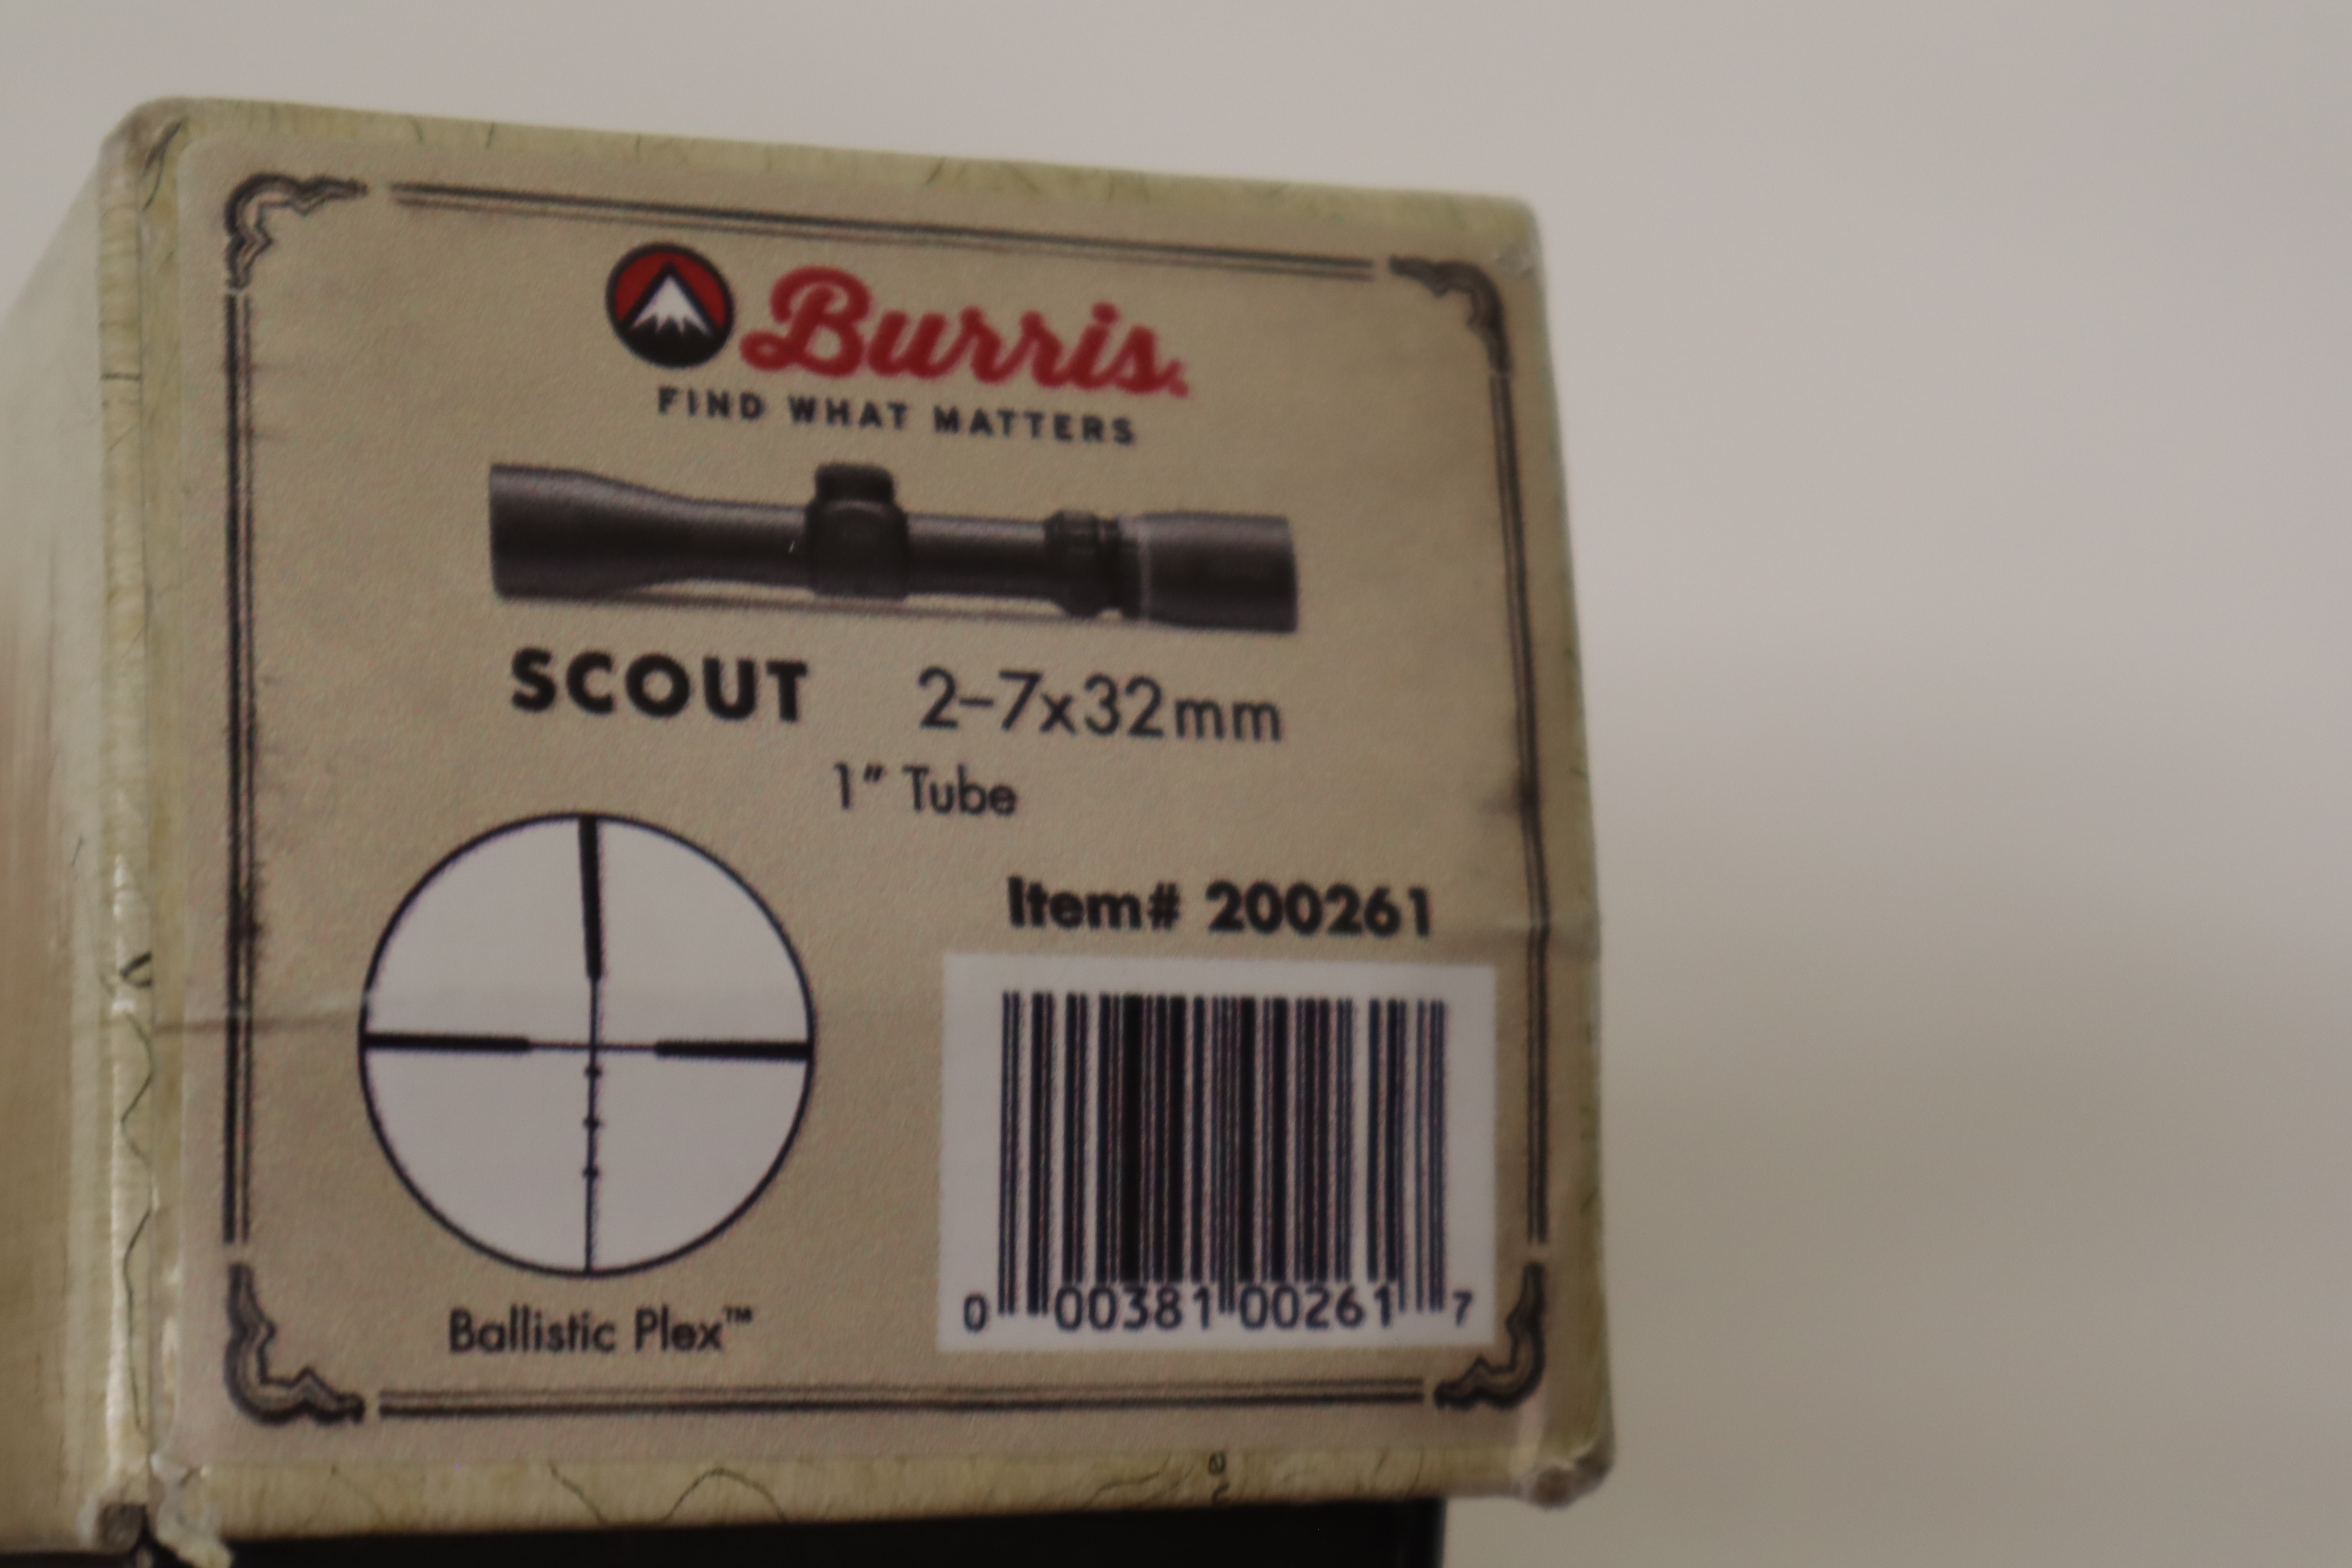 Burris.
FIND WHAT MATTERS
SCOUT 2-7x32mm
1" Tube
Item# 200261
0 00381 00261 7
Ballistic Plex™